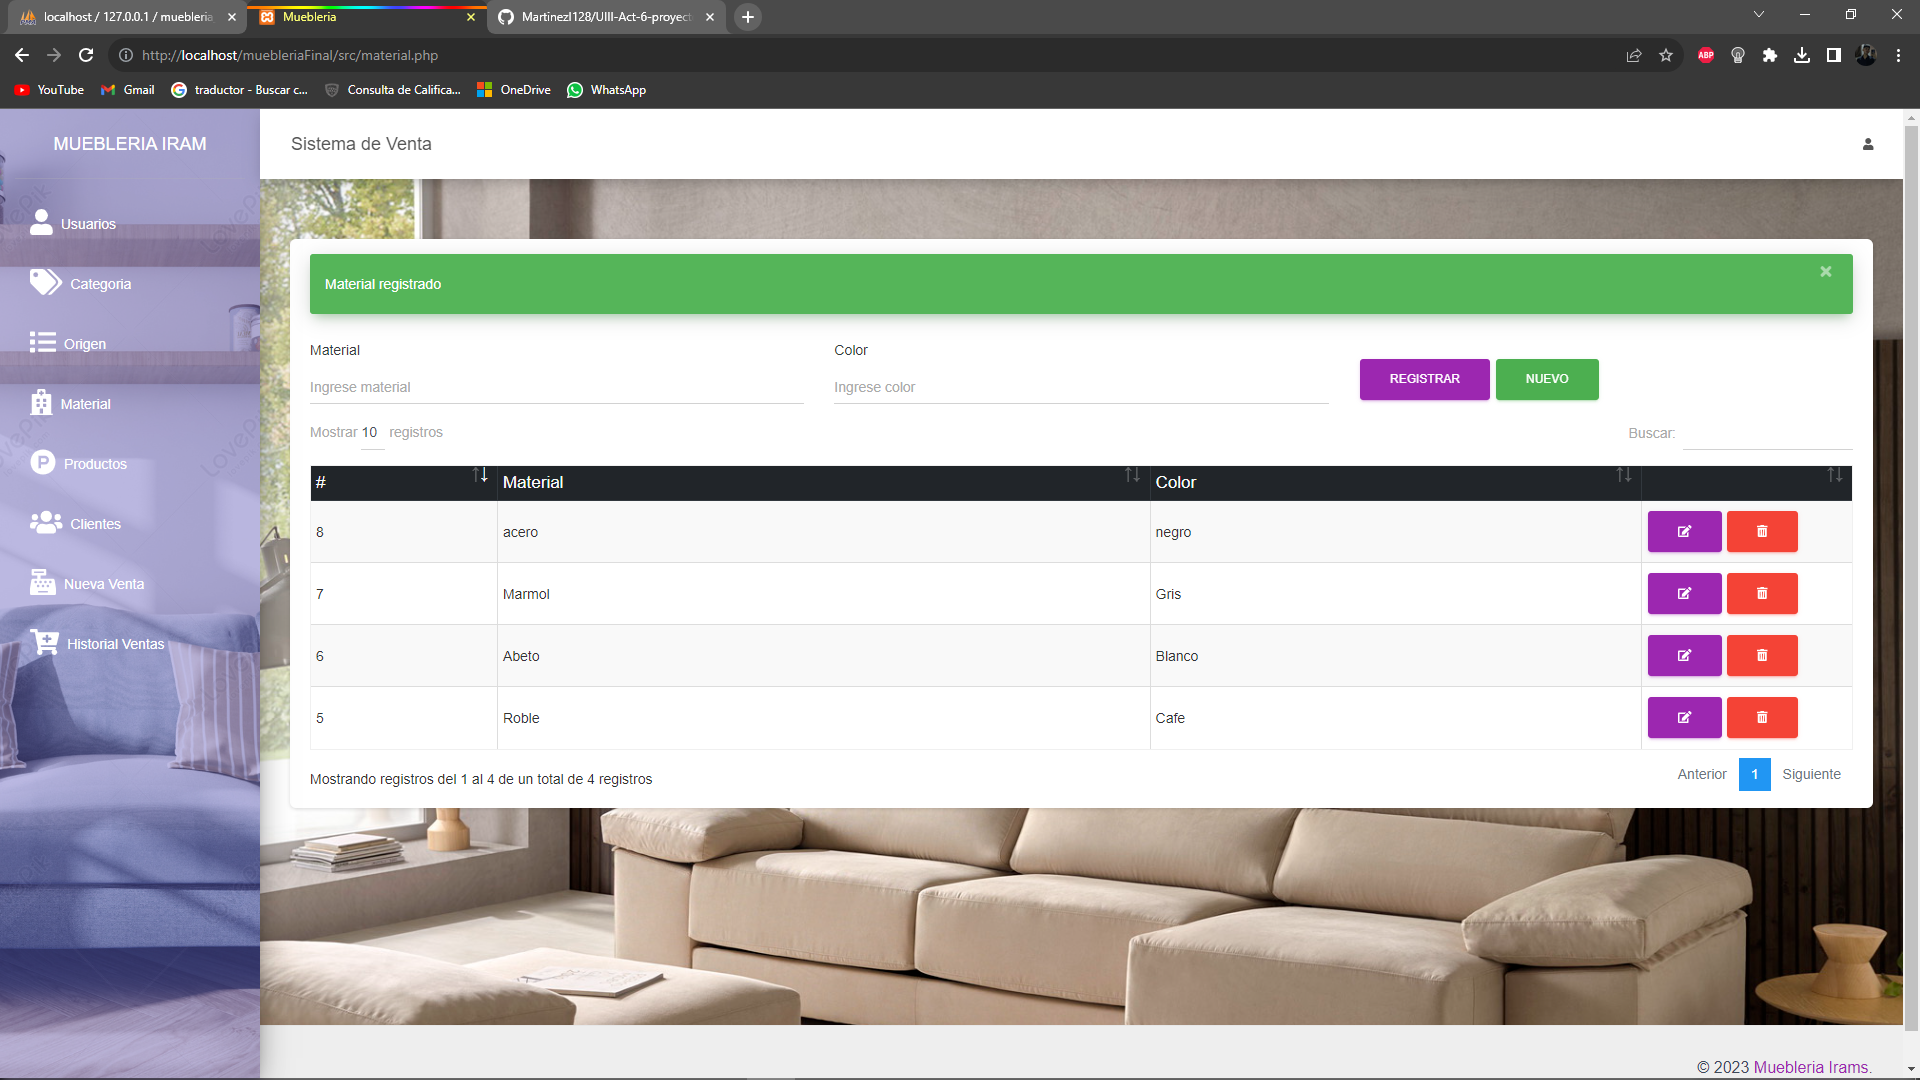 localhost / 127.0.0.1 / muebleria
Muebleria
MartinezI128/UIII-Act-6-proyect
http://localhost/muebleriaFinal/src/material.php
ABP
YouTube
Gmail
traductor - Buscar c...
Consulta de Califica...
OneDrive
WhatsApp
MUEBLERIA IRAM
Sistema de Venta
Usuarios
Categoria
Origen
Material
Productos
Clientes
Nueva Venta
Historial Ventas
Material registrado
×
Material
Color
Ingrese material
Ingrese color
REGISTRAR
NUEVO
Mostrar 10 registros
Buscar:
# Material Color
8 acero negro
7 Marmol Gris
6 Abeto Blanco
5 Roble Cafe
Mostrando registros del 1 al 4 de un total de 4 registros
Anterior 1 Siguiente
© 2023 Muebleria Irams.